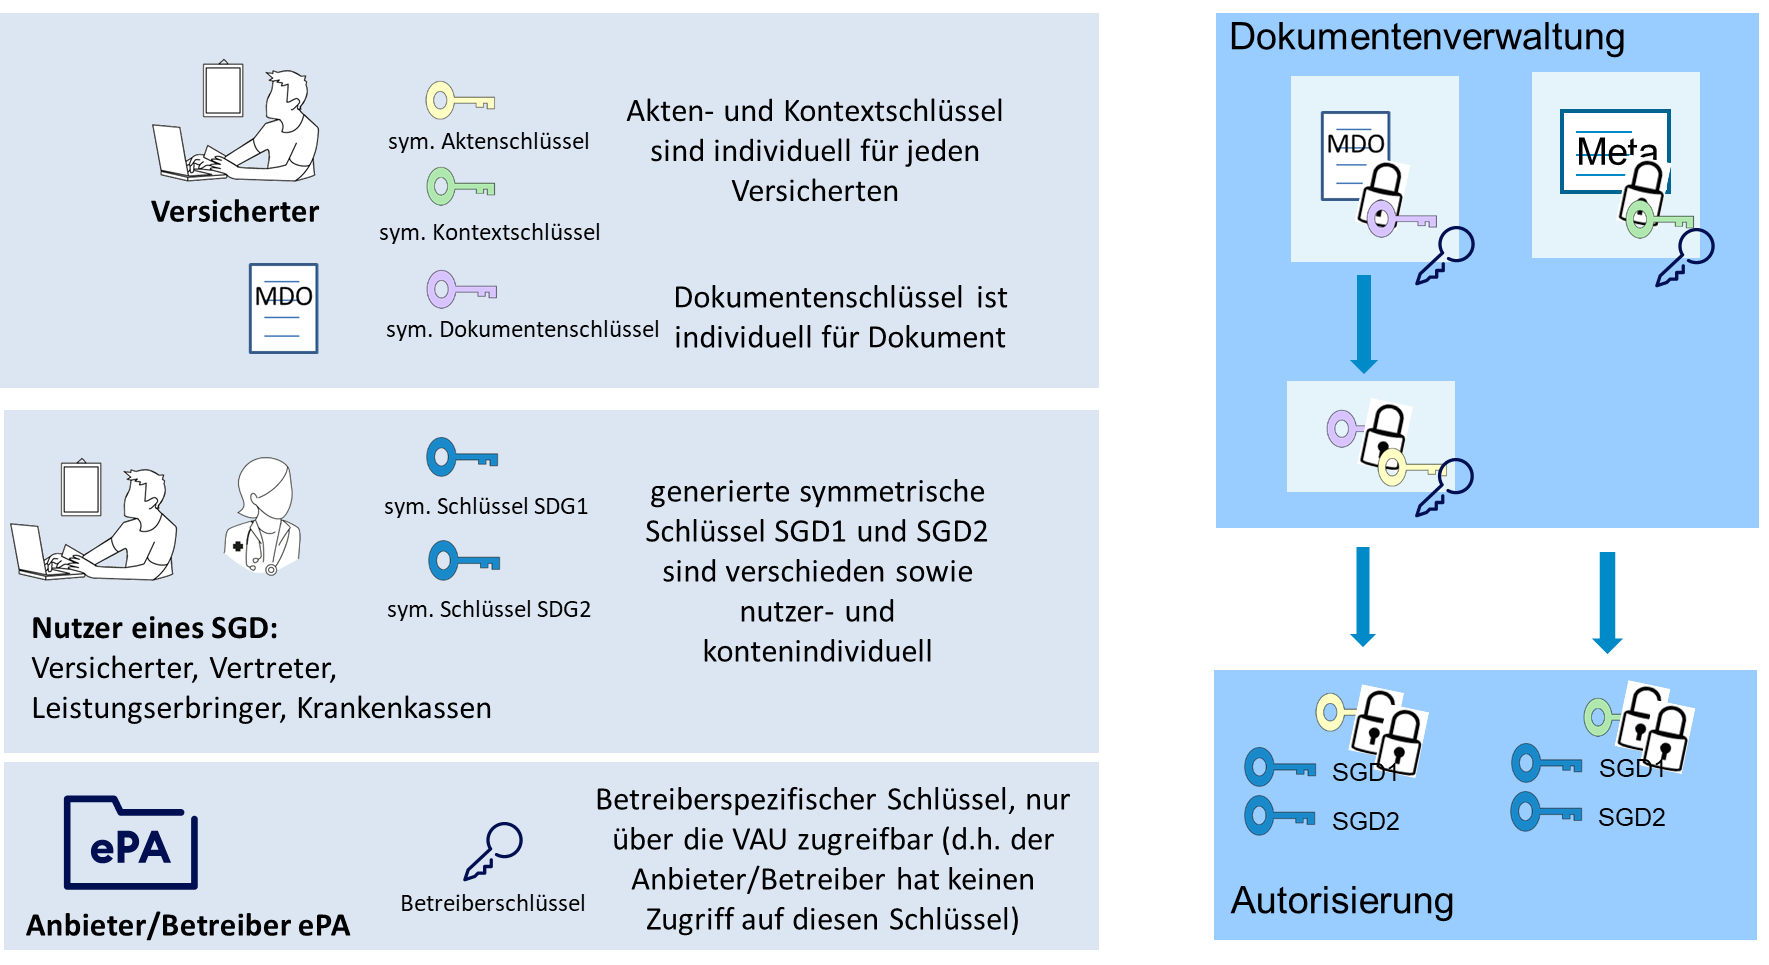 sym. Aktenschlüssel
Akten- und Kontextschlüssel
sind individuell für jeden
Versicherten
Versicherter
sym. Kontextschlüssel
MDO
sym. Dokumentenschlüssel
Dokumentenschlüssel ist
individuell für Dokument
sym. Schlüssel SDG1
sym. Schlüssel SDG2
generierte symmetrische
Schlüssel SGD1 und SGD2
sind verschieden sowie
nutzer- und
kontenindividuell
Nutzer eines SGD:
Versicherter, Vertreter,
Leistungserbringer, Krankenkassen
ePA
Anbieter/Betreiber ePA
Betreiberschlüssel
Betreiberspezifischer Schlüssel, nur
über die VAU zugreifbar (d.h. der
Anbieter/Betreiber hat keinen
Zugriff auf diesen Schlüssel)
Dokumentenverwaltung
MDO
Meta
SGD1
SGD2
SGD1
SGD2
Autorisierung